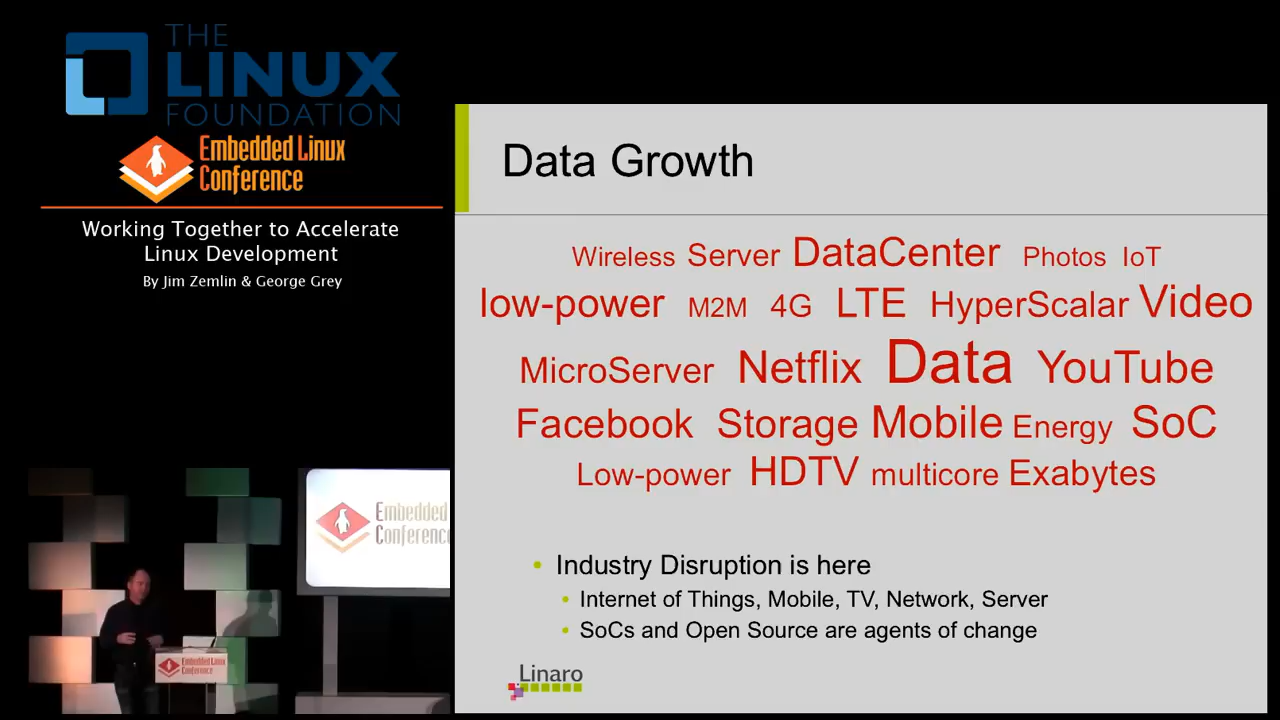 THE
LINUX
FOUNDATION
Embedded Linux
Conference
Working Together to Accelerate
Linux Development
By Jim Zemlin & George Grey
Data Growth
Wireless Server DataCenter Photos IoT
low-power M2M 4G LTE HyperScalar Video
MicroServer Netflix Data YouTube
Facebook Storage Mobile Energy SoC
Low-power HDTV multicore Exabytes
• Industry Disruption is here
• Internet of Things, Mobile, TV, Network, Server
• SoCs and Open Source are agents of change
Linaro
Embedded
Conference
Embedded Linux
Conference